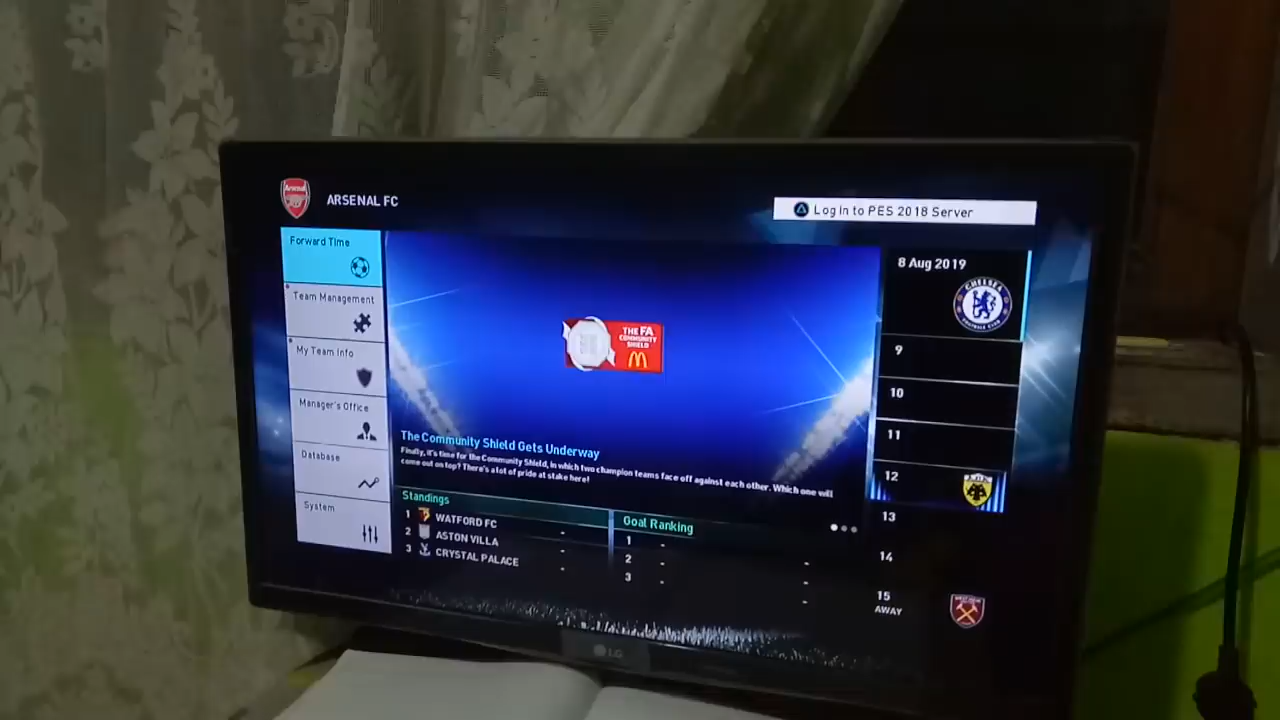 Arsenal
ARSENAL FC
Log in to PES 2018 Server
Forward Time
Team Management
My Team Info
Manager's Office
Database
System
THE FA
COMMUNITY
SHIELD
The Community Shield Gets Underway
Finally, it's time for the Community Shield, in which two champion teams face off against each other. Which one will
come out on top? There's a lot of pride at stake here!
Standings
1 WATFORD FC -
2 ASTON VILLA -
3 CRYSTAL PALACE -
Goal Ranking
1 - -
2 - -
3 - -
8 Aug 2019
CHELSEA
FOOTBALL CLUB
9
10
11
12
13
14
15
AWAY
LG